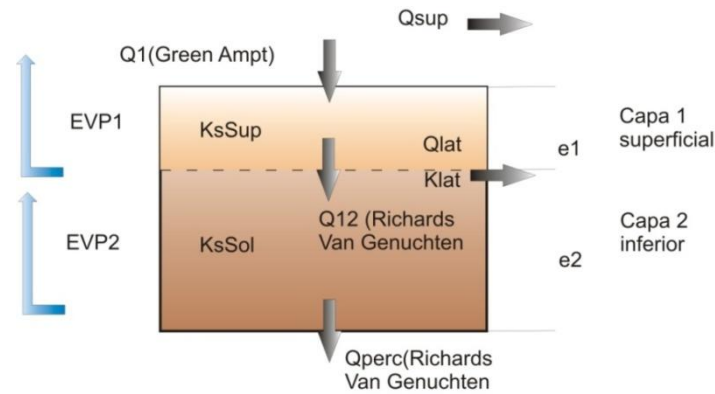 Qsup
Q1(Green Ampt)
EVP1
KsSup
Qlat
e1
Capa 1
superficial
Klat
Q12 (Richards
Van Genuchten
EVP2
KsSol
e2
Capa 2
inferior
Qperc(Richards
Van Genuchten